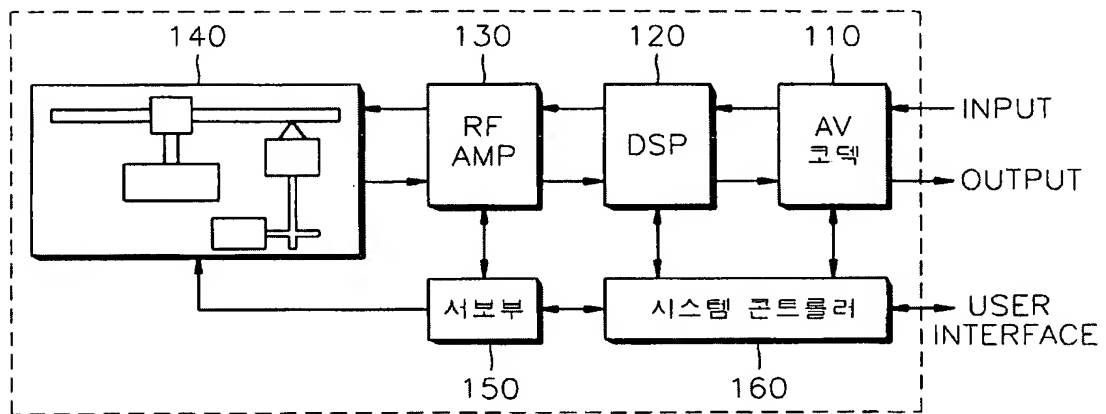 140
130
120
110
RF
AMP
DSP
AV
코덱
INPUT
OUTPUT
서보부
시스템 콘트롤러
USER
INTERFACE
150
160